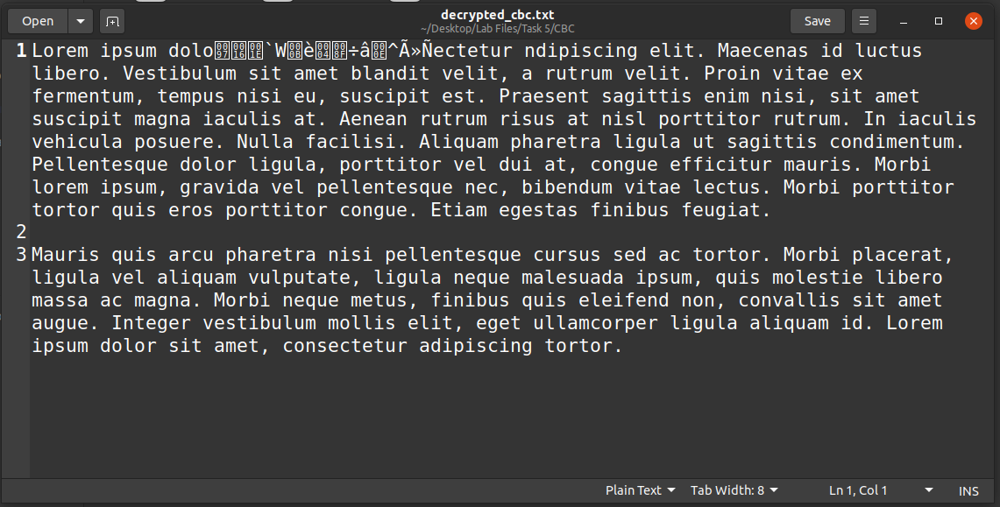 Open
decrypted_cbc.txt
~/Desktop/Lab Files/Task 5/CBC
Save
1 Lorem ipsum dolo `W è ÷â ^Ã»Ñectetur ndipiscing elit. Maecenas id luctus
libero. Vestibulum sit amet blandit velit, a rutrum velit. Proin vitae ex
fermentum, tempus nisi eu, suscipit est. Praesent sagittis enim nisi, sit amet
suscipit magna iaculis at. Aenean rutrum risus at nisl porttitor rutrum. In iaculis
vehicula posuere. Nulla facilisi. Aliquam pharetra ligula ut sagittis condimentum.
Pellentesque dolor ligula, porttitor vel dui at, congue efficitur mauris. Morbi
lorem ipsum, gravida vel pellentesque nec, bibendum vitae lectus. Morbi porttitor
tortor quis eros porttitor congue. Etiam egestas finibus feugiat.
2
3 Mauris quis arcu pharetra nisi pellentesque cursus sed ac tortor. Morbi placerat,
ligula vel aliquam vulputate, ligula neque malesuada ipsum, quis molestie libero
massa ac magna. Morbi neque metus, finibus quis eleifend non, convallis sit amet
augue. Integer vestibulum mollis elit, eget ullamcorper ligula aliquam id. Lorem
ipsum dolor sit amet, consectetur adipiscing tortor.
Plain Text Tab Width: 8 Ln 1, Col 1 INS